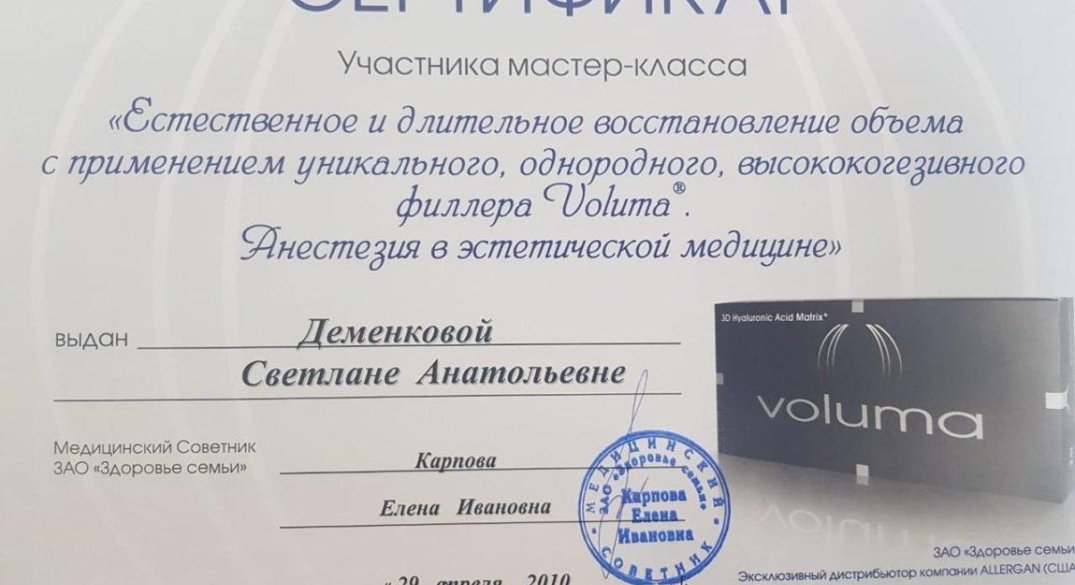 СЕРТИФИКАТ
Участника мастер-класса
«Естественное и длительное восстановление объема
с применением уникального, однородного, высококогезивного
филлера Voluma®.
Анестезия в эстетической медицине»
выдан Деменковой
Светлане Анатольевне
3D Hyaluronic Acid Matrix+
voluma
Медицинский Советник
ЗАО «Здоровье семьи»
Карпова
Елена Ивановна
МЕДИЦИНСКИЙ
СОВЕТНИК
ЗАО «Здоровье семьи»
Карпова
Елена
Ивановна
« 29 апреля 2010
ЗАО «Здоровье семьи
Эксклюзивный дистрибьютор компании ALLERGAN (США